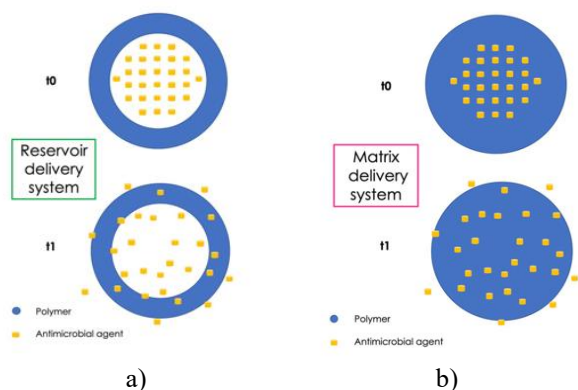 t0
Reservoir
delivery
system
t1
Polymer
Antimicrobial agent
a)
t0
Matrix
delivery
system
t1
Polymer
Antimicrobial agent
b)